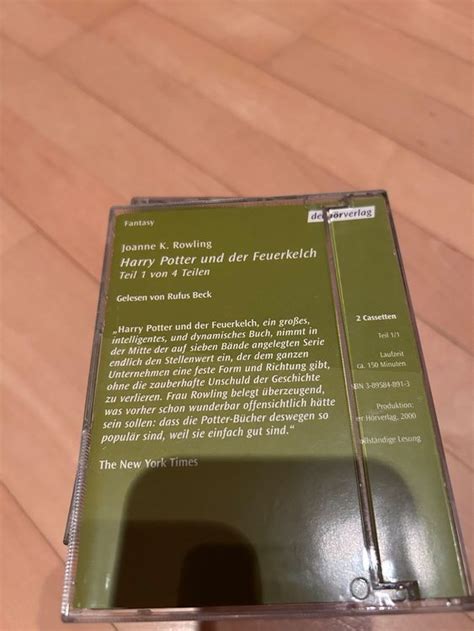 Fantasy
der hörverlag
Joanne K. Rowling
Harry Potter und der Feuerkelch
Teil 1 von 4 Teilen
Gelesen von Rufus Beck
„Harry Potter und der Feuerkelch, ein großes,
intelligentes, und dynamisches Buch, nimmt in
der Mitte der auf sieben Bände angelegten Serie
endlich den Stellenwert ein, der dem ganzen
Unternehmen eine feste Form und Richtung gibt,
ohne die zauberhafte Unschuld der Geschichte
zu verlieren. Frau Rowling belegt überzeugend,
was vorher schon wunderbar offensichtlich hätte
sein sollen: dass die Potter-Bücher deswegen so
populär sind, weil sie einfach gut sind.“
The New York Times
2 Cassetten
Teil 1/1
Laufzeit
ca. 150 Minuten
ISBN 3-89584-891-3
Produktion:
Der Hörverlag, 2000
Vollständige Lesung